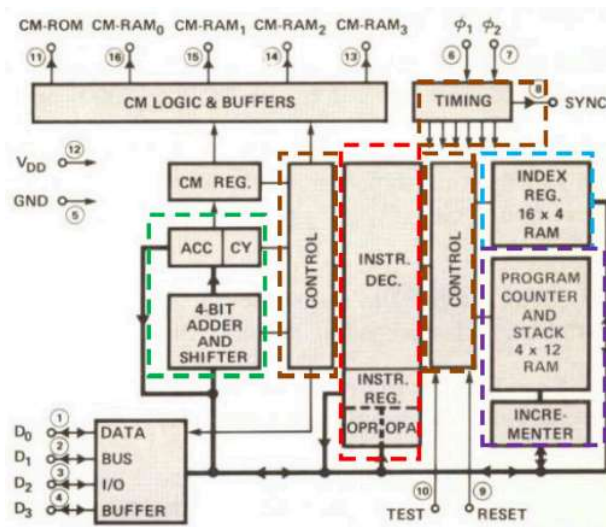 CM-ROM CM-RAM0 CM-RAM1 CM-RAM2 CM-RAM3
ϕ1 ϕ2
11 16 15 14 13 6 7
CM LOGIC & BUFFERS
TIMING
8
SYNC
12
VDD
GND
5
CM REG.
ACC CY
4-BIT
ADDER
AND
SHIFTER
CONTROL
INSTR.
DEC.
INSTR.
REG.
OPR OPA
CONTROL
INDEX
REG.
16 x 4
RAM
PROGRAM
COUNTER
AND
STACK
4 x 12
RAM
INCRE-
MENTER
D0 1 DATA
D1 2 BUS
D2 3 I/O
D3 4 BUFFER
TEST 10 9 RESET